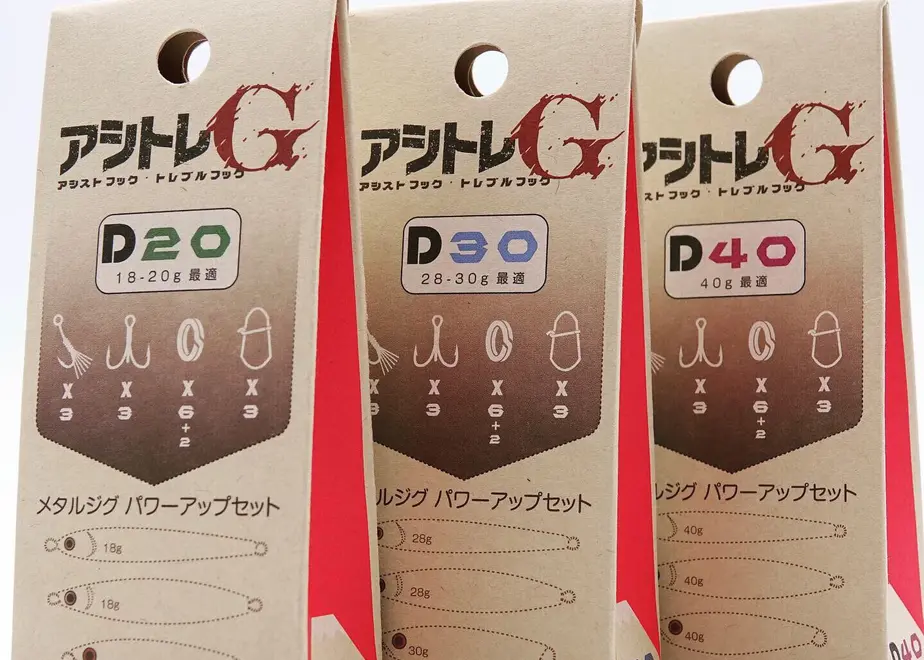 アシトレG
アシストフック・トレブルフック
D20
18-20g 最適
X X X X
3 3 6+2 3
メタルジグ パワーアップセット
18g
18g
アシトレG
アシストフック・トレブルフック
D30
28-30g 最適
X X X X
3 3 6+2 3
ルジグ パワーアップセット
28g
28g
30g
アシトレG
ストフック・トレブルフック
D40
40g 最適
X X X
3 6+2 3
ルジグ パワーアップセット
40g
40g
40g
D40